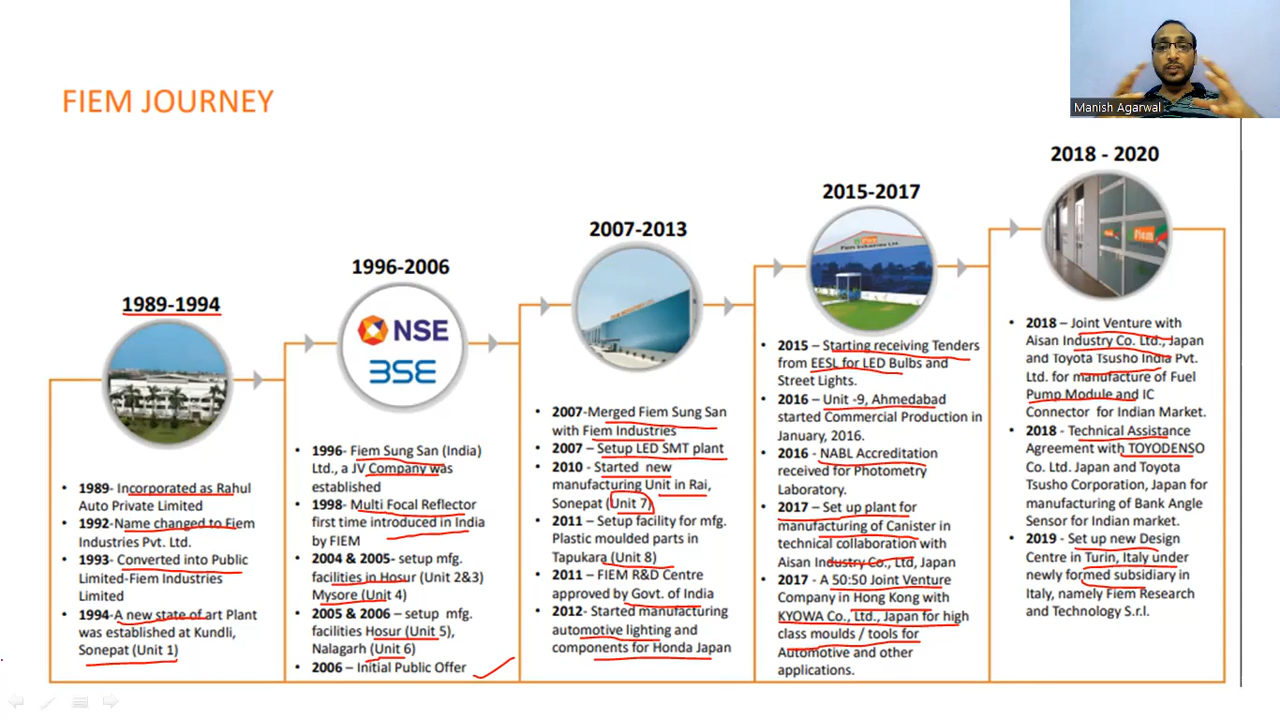 Manish Agarwal
FIEM JOURNEY
1989-1994
• 1989- Incorporated as Rahul
Auto Private Limited
• 1992-Name changed to Fiem
Industries Pvt. Ltd.
• 1993- Converted into Public
Limited-Fiem Industries
Limited
• 1994-A new state of art Plant
was established at Kundli,
Sonepat (Unit 1)
1996-2006
NSE
BSE
• 1996- Fiem Sung San (India)
Ltd., a JV Company was
established
• 1998- Multi Focal Reflector
first time introduced in India
by FIEM
• 2004 & 2005- setup mfg.
facilities in Hosur (Unit 2&3)
Mysore (Unit 4)
• 2005 & 2006 – setup mfg.
facilities Hosur (Unit 5),
Nalagarh (Unit 6)
• 2006 – Initial Public Offer
2007-2013
• 2007-Merged Fiem Sung San
with Fiem Industries
• 2007 - Setup LED SMT plant
• 2010 - Started new
manufacturing Unit in Rai,
Sonepat (Unit 7)
• 2011 - Setup facility for mfg.
Plastic moulded parts in
Tapukara (Unit 8)
• 2011 – FIEM R&D Centre
approved by Govt. of India
• 2012- Started manufacturing
automotive lighting and
components for Honda Japan
2015-2017
Fiem Industries Ltd
• 2015 – Starting receiving Tenders
from EESL for LED Bulbs and
Street Lights.
• 2016 - Unit -9, Ahmedabad
started Commercial Production in
January, 2016.
• 2016 - NABL Accreditation
received for Photometry
Laboratory.
• 2017 - Set up plant for
manufacturing of Canister in
technical collaboration with
Aisan Industry Co., Ltd, Japan
• 2017 - A 50:50 Joint Venture
Company in Hong Kong with
KYOWA Co., Ltd., Japan for high
class moulds / tools for
Automotive and other
applications.
2018 - 2020
Fiem
• 2018 – Joint Venture with
Aisan Industry Co. Ltd., Japan
and Toyota Tsusho India Pvt.
Ltd. for manufacture of Fuel
Pump Module and IC
Connector for Indian Market.
• 2018 - Technical Assistance
Agreement with TOYODENSO
Co. Ltd. Japan and Toyota
Tsusho Corporation, Japan for
manufacturing of Bank Angle
Sensor for Indian market.
• 2019 - Set up new Design
Centre in Turin, Italy under
newly formed subsidiary in
Italy, namely Fiem Research
and Technology S.r.l.